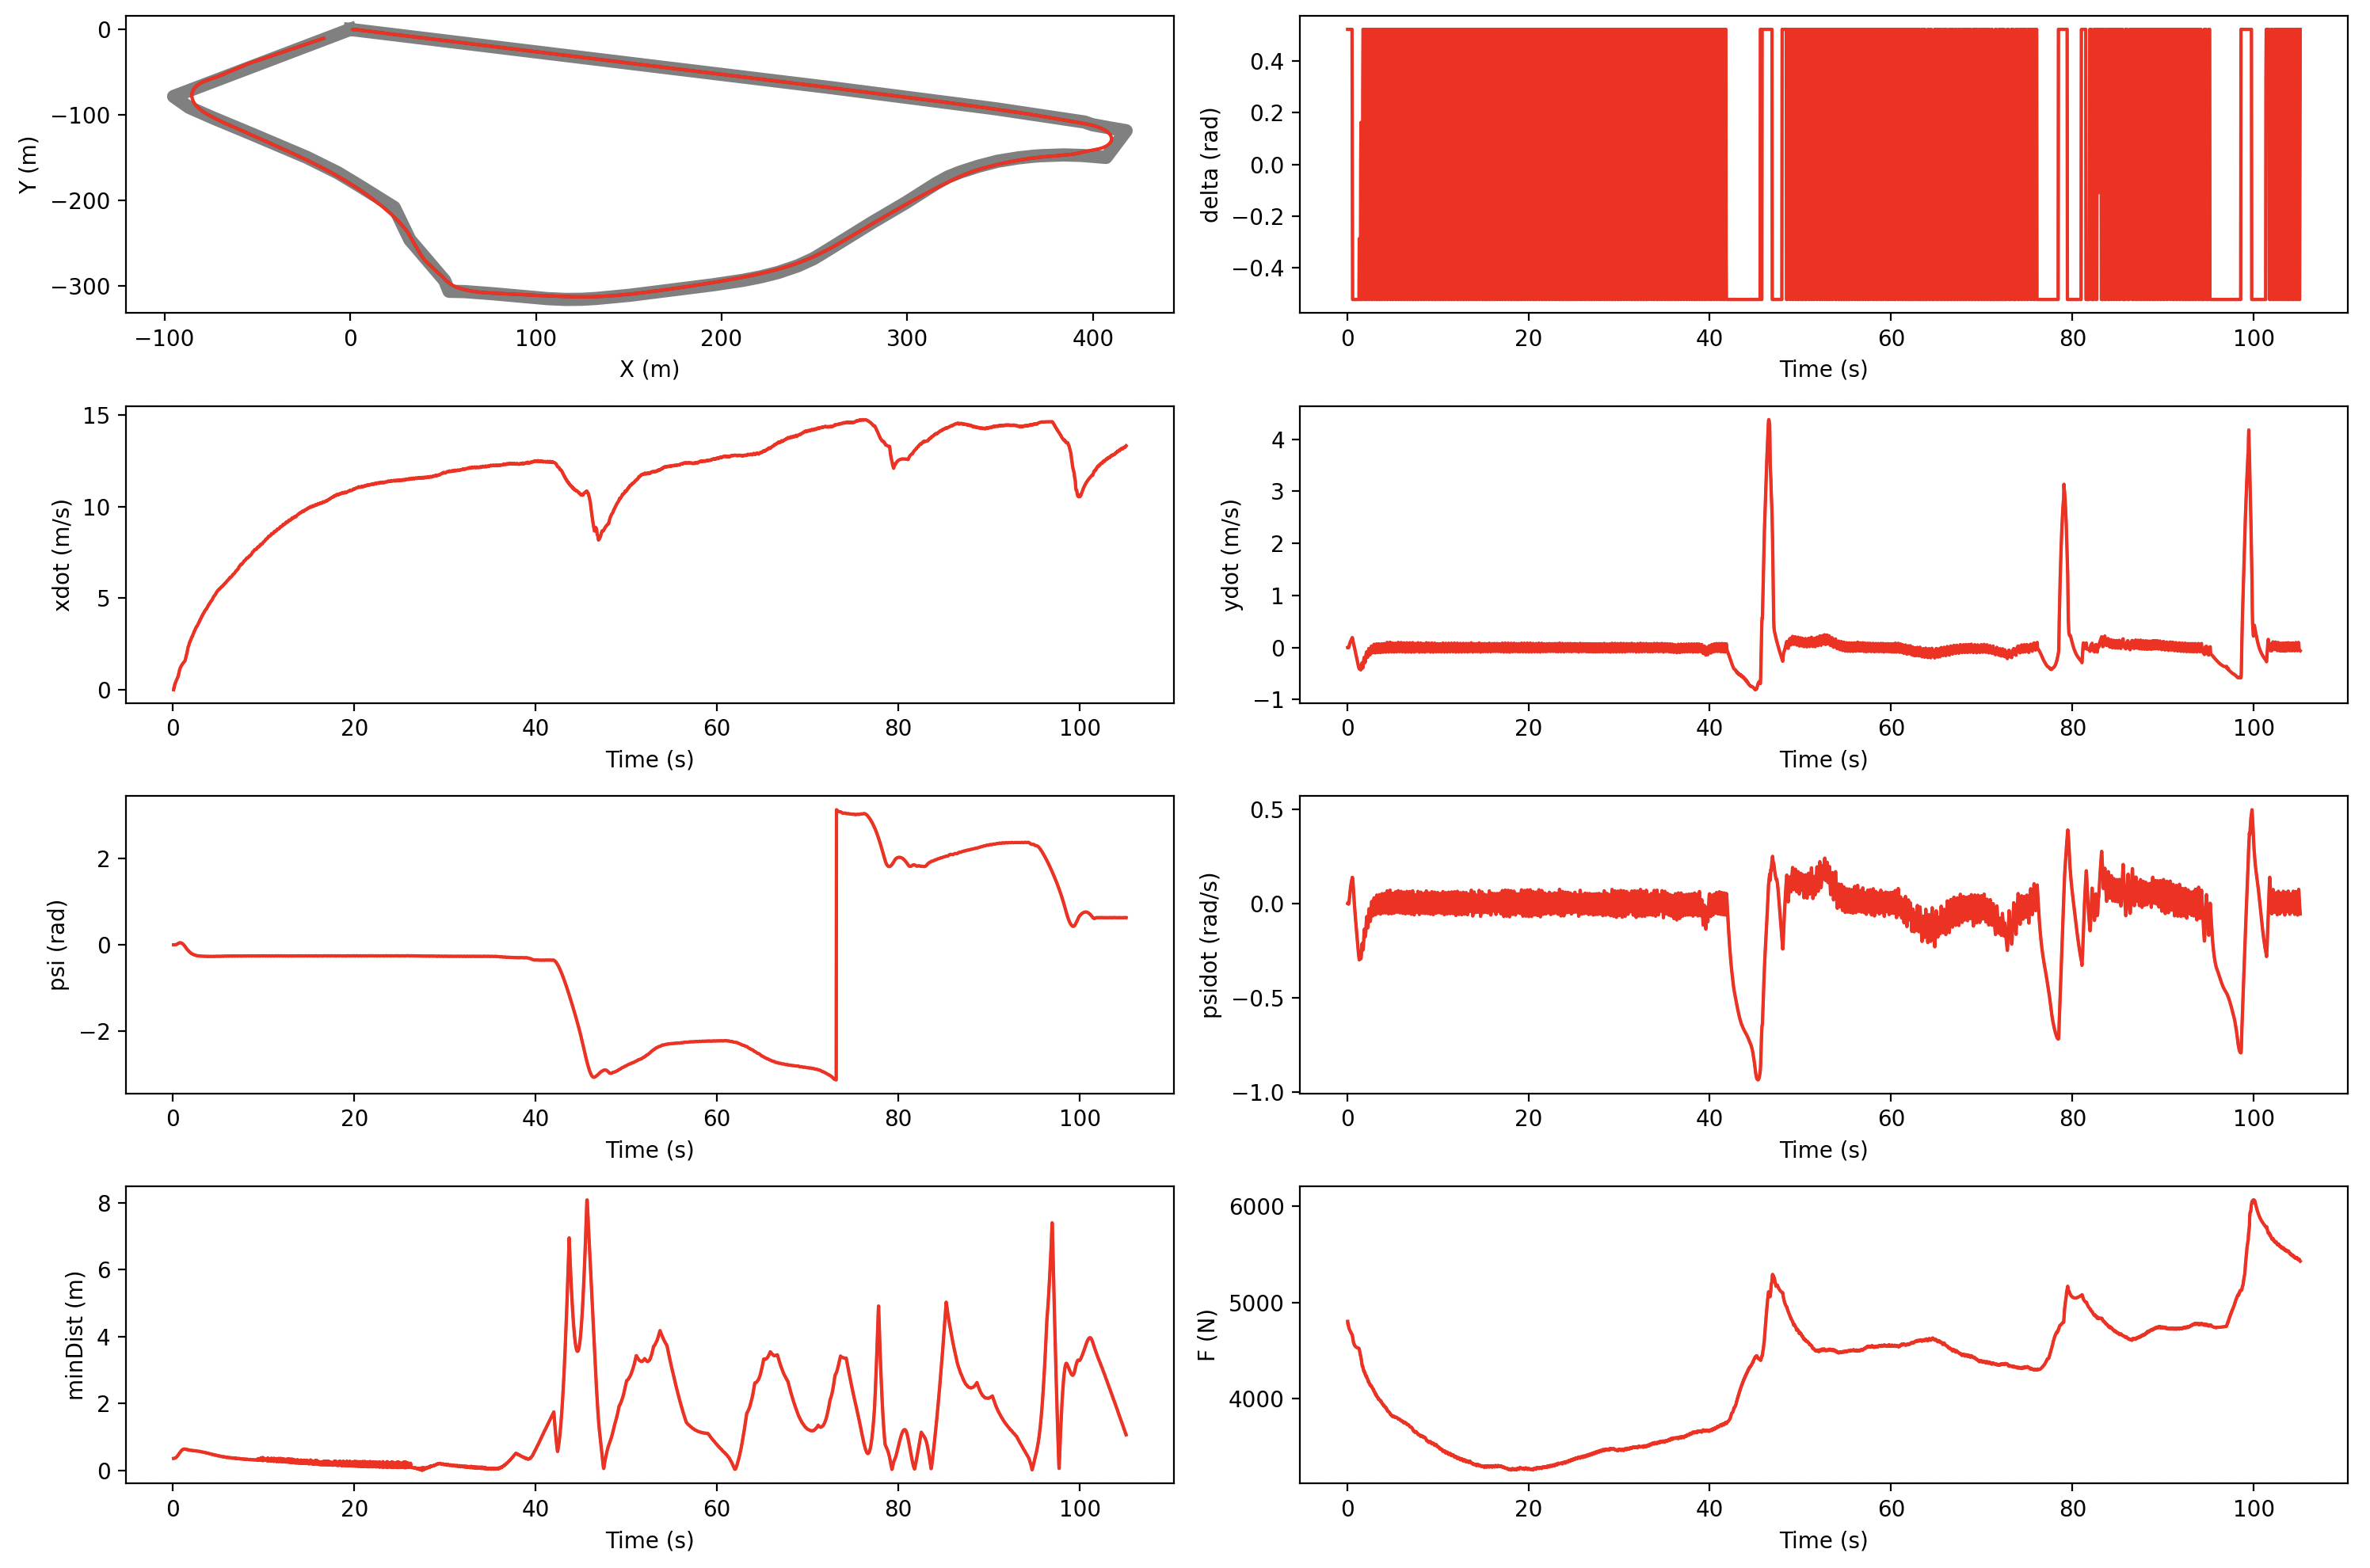 0
−100
−200
−300
Y (m)
−100 0 100 200 300 400
X (m)
0.4
0.2
0.0
−0.2
−0.4
delta (rad)
0 20 40 60 80 100
Time (s)
15
10
5
0
xdot (m/s)
0 20 40 60 80 100
Time (s)
4
3
2
1
0
−1
ydot (m/s)
0 20 40 60 80 100
Time (s)
2
0
−2
psi (rad)
0 20 40 60 80 100
Time (s)
0.5
0.0
−0.5
−1.0
psidot (rad/s)
0 20 40 60 80 100
Time (s)
8
6
4
2
0
minDist (m)
0 20 40 60 80 100
Time (s)
6000
5000
4000
F (N)
0 20 40 60 80 100
Time (s)